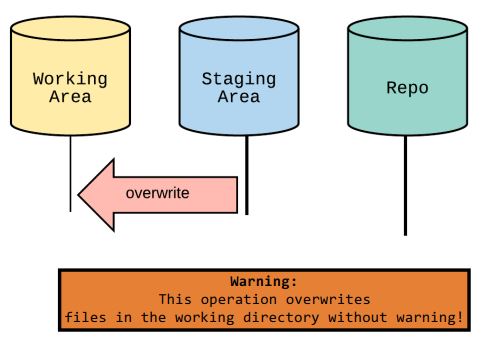 Working
Area
Staging
Area
Repo
overwrite
Warning:
This operation overwrites
files in the working directory without warning!